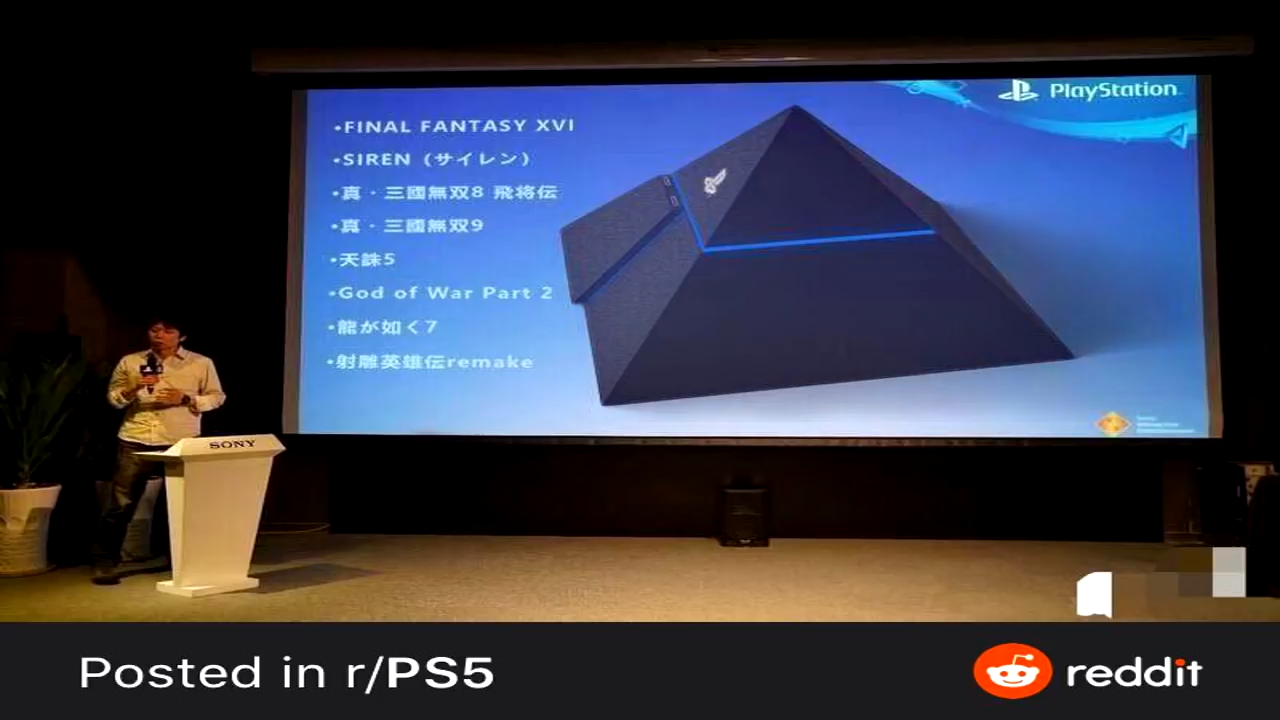 PlayStation
•FINAL FANTASY XVI
•SIREN (サイレン)
•真・三國無双8 飛将伝
•真・三國無双9
•天誅5
•God of War Part 2
•龍が如く7
•射雕英雄伝remake
SONY
Posted in r/PS5
reddit